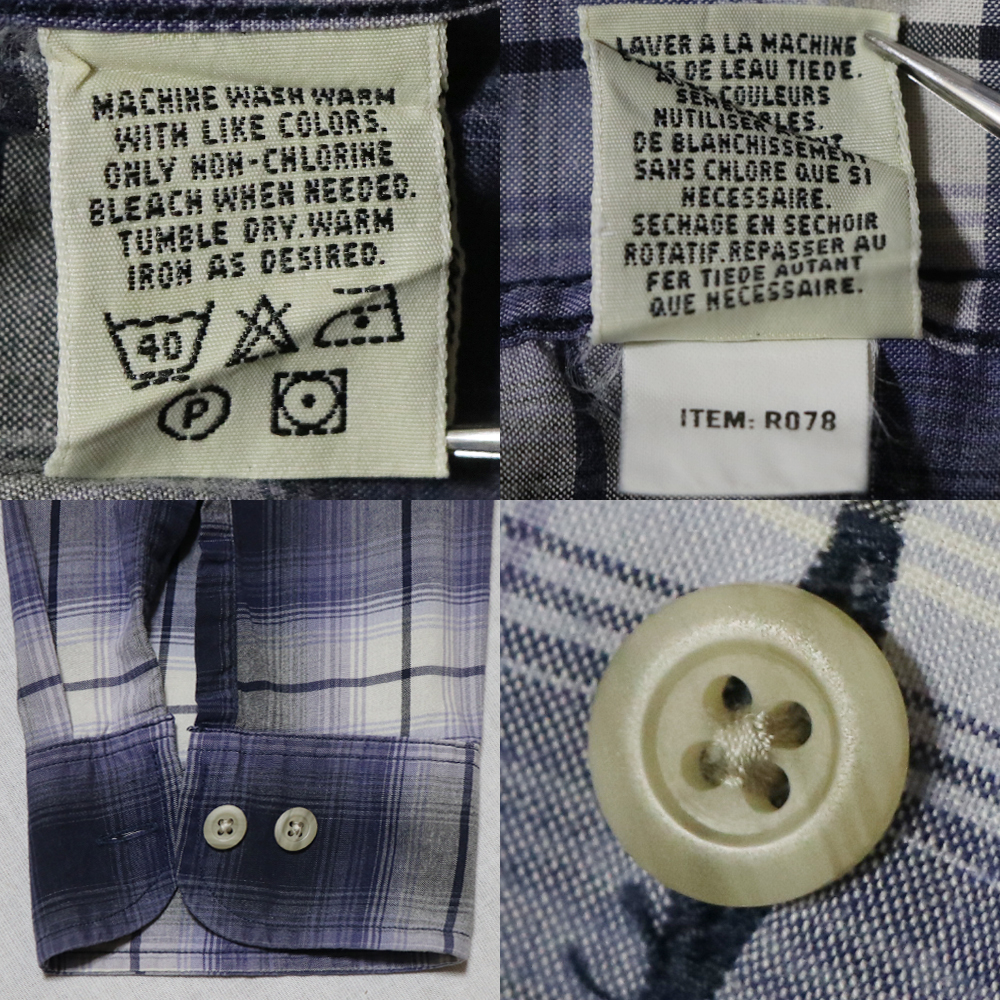 MACHINE WASH WARM
WITH LIKE COLORS.
ONLY NON-CHLORINE
BLEACH WHEN NEEDED.
TUMBLE DRY.WARM
IRON AS DESIRED.
40
P
LAVER A LA MACHINE
DE LEAU TIEDE.
COULEURS
NUTILISER LES.
DE BLANCHISSEMENT
SANS CHLORE QUE SI
NECESSAIRE.
SECHAGE EN SECHOIR
ROTATIF.REPASSER AU
FER TIEDE AUTANT
QUE NECESSAIRE.
ITEM: R078